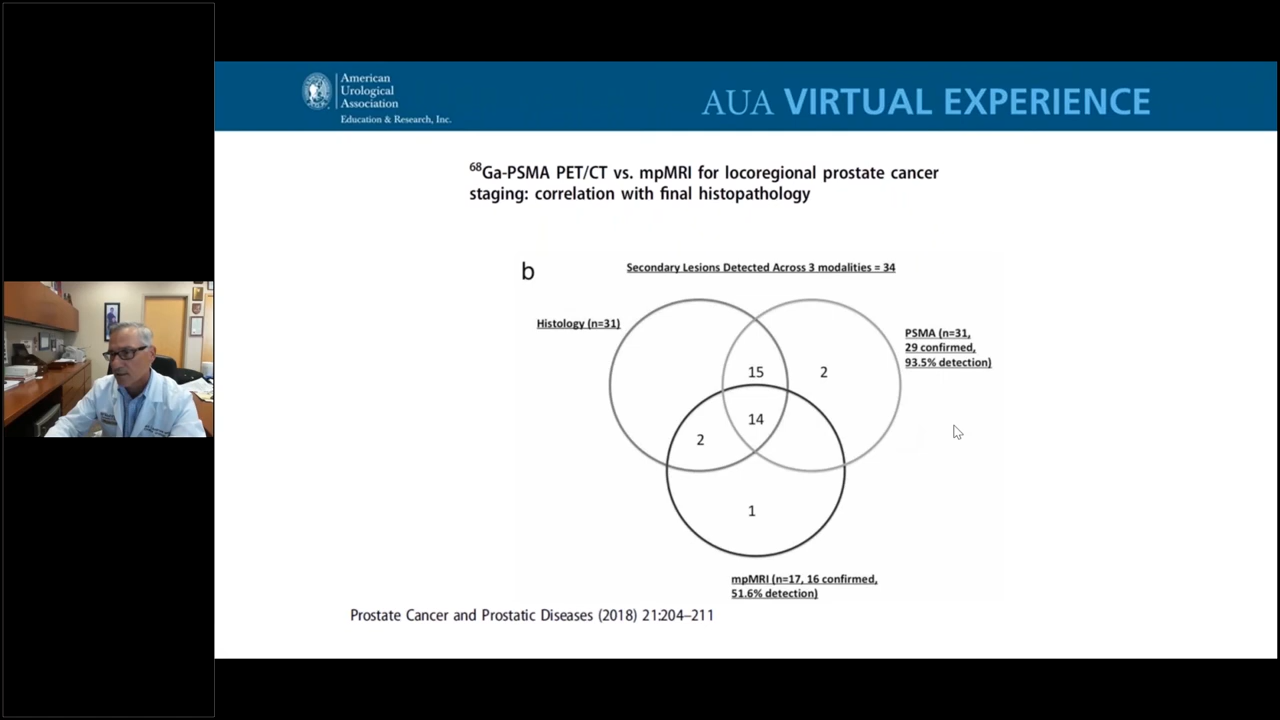 American
Urological
Association
Education & Research, Inc.
AUA VIRTUAL EXPERIENCE
68Ga-PSMA PET/CT vs. mpMRI for locoregional prostate cancer
staging: correlation with final histopathology
b
Secondary Lesions Detected Across 3 modalities = 34
Histology (n=31)
PSMA (n=31,
29 confirmed,
93.5% detection)
15
2
14
2
1
mpMRI (n=17, 16 confirmed,
51.6% detection)
Prostate Cancer and Prostatic Diseases (2018) 21:204–211